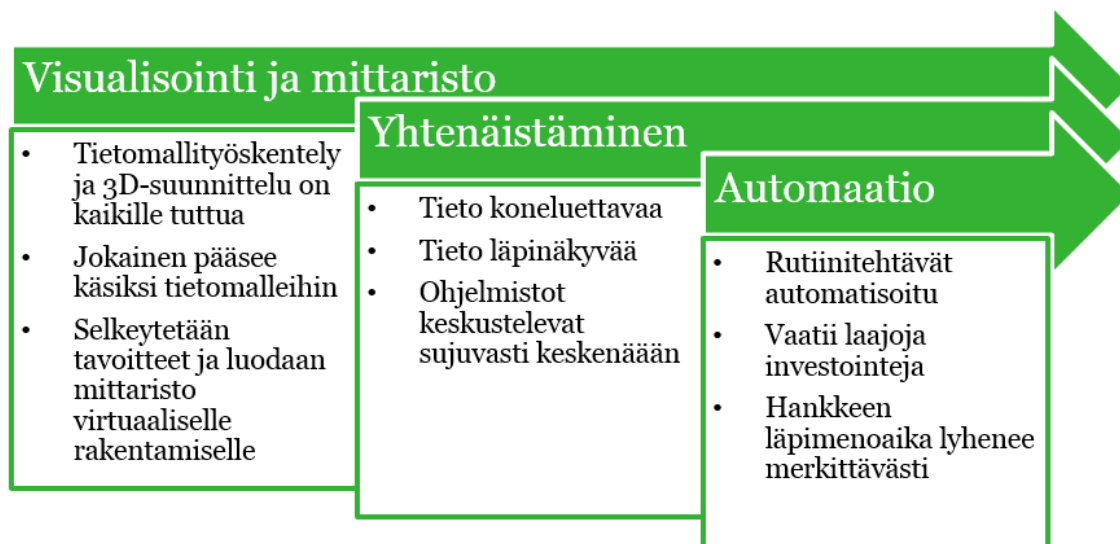 Visualisointi ja mittaristo
• Tietomallityöskentely
ja 3D-suunnittelu on
kaikille tuttua
• Jokainen pääsee
käsiksi tietomalleihin
• Selkeytetään
tavoitteet ja luodaan
mittaristo
virtuaaliselle
rakentamiselle
Yhtenäistäminen
• Tieto koneluettavaa
• Tieto läpinäkyvää
• Ohjelmistot
keskustelevat
sujuvasti keskenäään
Automaatio
• Rutiinitehtävät
automatisoitu
• Vaatii laajoja
investointeja
• Hankkeen
läpimenoaika lyhenee
merkittävästi